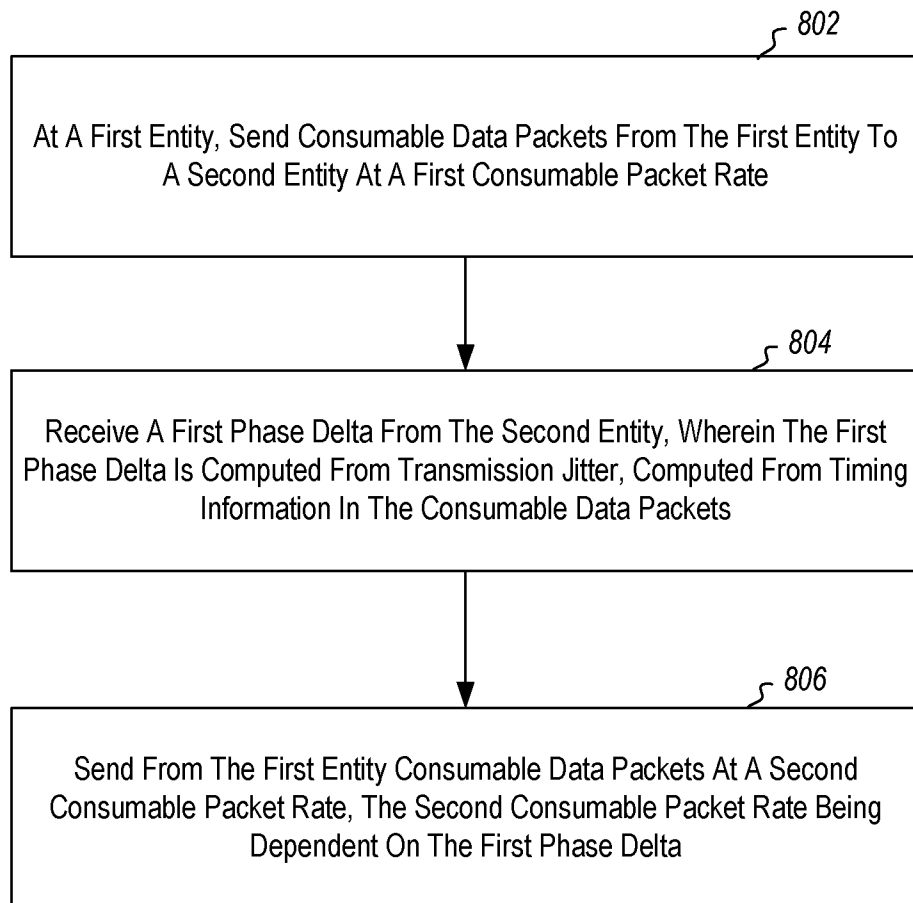 802
At A First Entity, Send Consumable Data Packets From The First Entity To
A Second Entity At A First Consumable Packet Rate
804
Receive A First Phase Delta From The Second Entity, Wherein The First
Phase Delta Is Computed From Transmission Jitter, Computed From Timing
Information In The Consumable Data Packets
806
Send From The First Entity Consumable Data Packets At A Second
Consumable Packet Rate, The Second Consumable Packet Rate Being
Dependent On The First Phase Delta